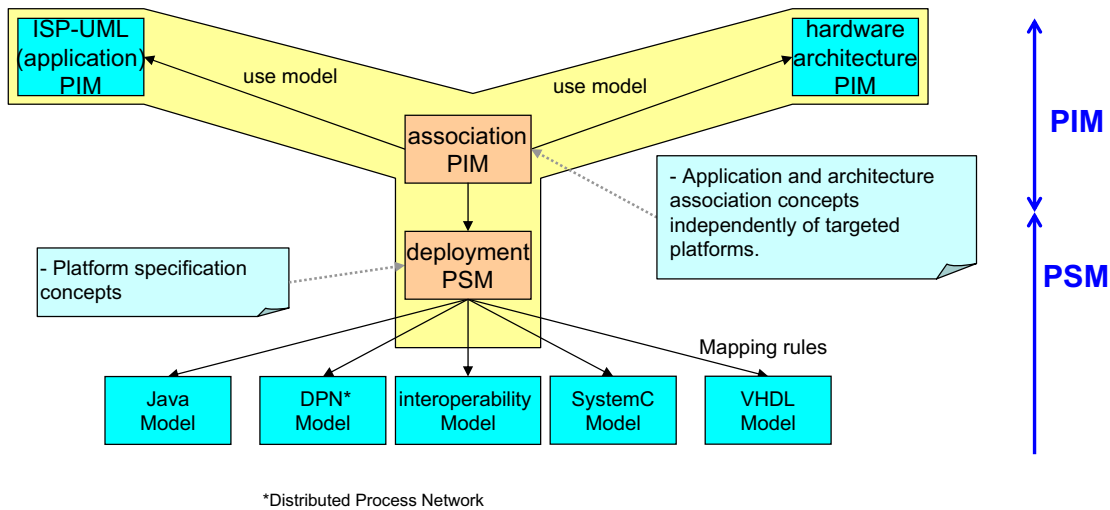 ISP-UML
(application)
PIM
use model
use model
hardware
architecture
PIM
PIM
association
PIM
- Application and architecture
association concepts
independently of targeted
platforms.
- Platform specification
concepts
deployment
PSM
PSM
Mapping rules
Java
Model
DPN*
Model
interoperability
Model
SystemC
Model
VHDL
Model
*Distributed Process Network